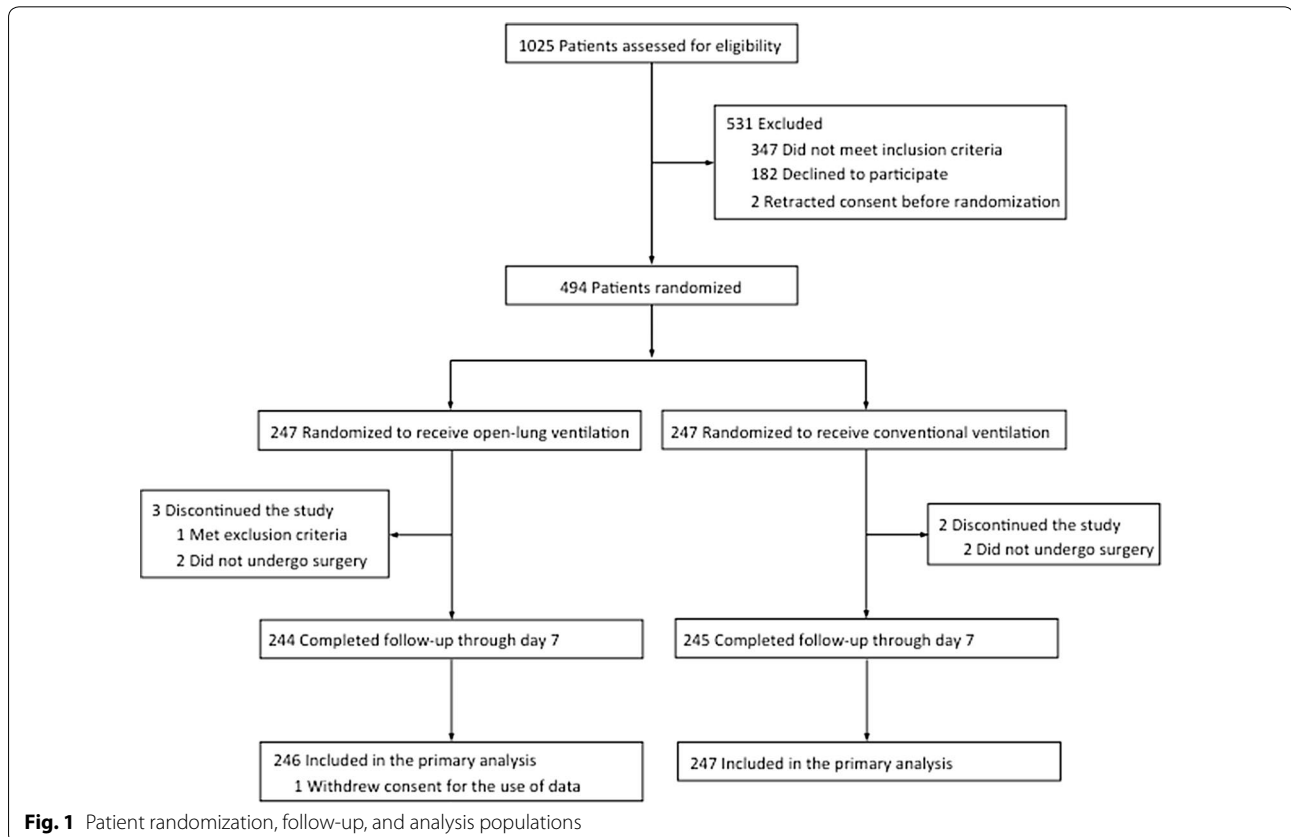 1025 Patients assessed for eligibility
531 Excluded
347 Did not meet inclusion criteria
182 Declined to participate
2 Retracted consent before randomization
494 Patients randomized
247 Randomized to receive open-lung ventilation
247 Randomized to receive conventional ventilation
3 Discontinued the study
1 Met exclusion criteria
2 Did not undergo surgery
2 Discontinued the study
2 Did not undergo surgery
244 Completed follow-up through day 7
245 Completed follow-up through day 7
246 Included in the primary analysis
1 Withdrew consent for the use of data
247 Included in the primary analysis
Fig. 1 Patient randomization, follow-up, and analysis populations